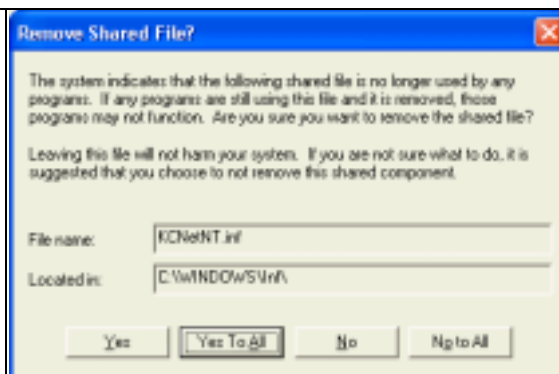 Remove Shared File?
The system indicates that the following shared file is no longer used by any
programs. If any programs are still using this file and it is removed, those
programs may not function. Are you sure you want to remove the shared file?
Leaving this file will not harm your system. If you are not sure what to do, it is
suggested that you choose to not remove this shared component.
File name:
KCNetNT.inf
Located in:
C:\WINDOWS\Inf\
Yes
Yes To All
No
No to All